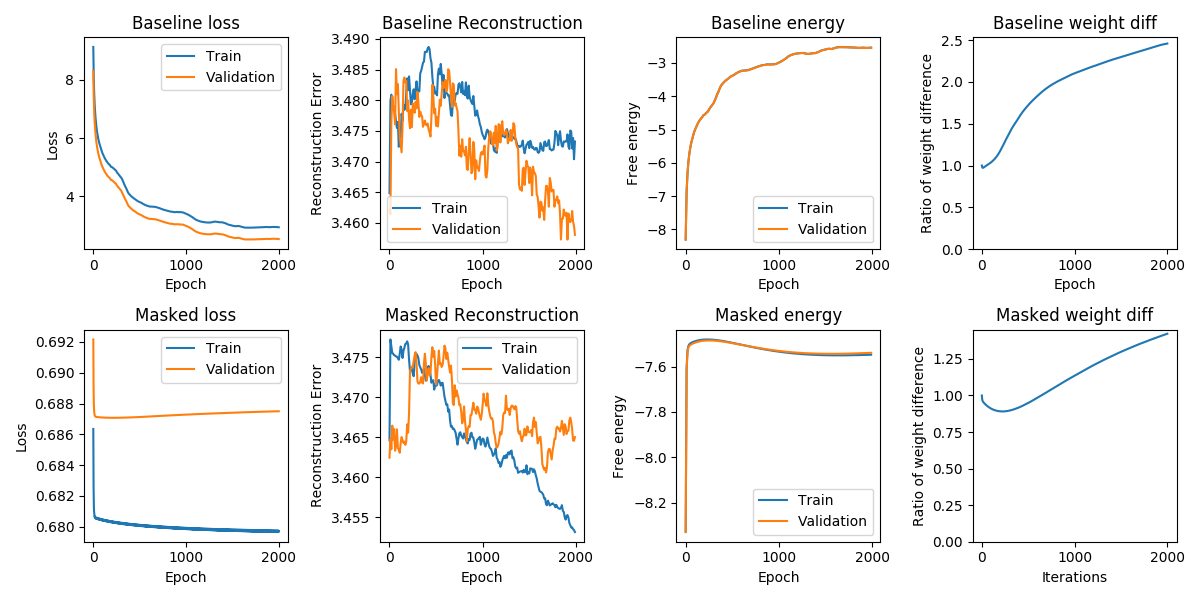 Baseline loss
Loss
8
6
4
Train
Validation
0 1000 2000
Epoch
Baseline Reconstruction
Reconstruction Error
3.490
3.485
3.480
3.475
3.470
3.465
3.460
Train
Validation
0 1000 2000
Epoch
Baseline energy
Free energy
−3
−4
−5
−6
−7
−8
Train
Validation
0 1000 2000
Epoch
Baseline weight diff
Ratio of weight difference
2.5
2.0
1.5
1.0
0.5
0.0
0 1000 2000
Epoch
Masked loss
Loss
0.692
0.690
0.688
0.686
0.684
0.682
0.680
Train
Validation
0 1000 2000
Epoch
Masked Reconstruction
Reconstruction Error
3.475
3.470
3.465
3.460
3.455
Train
Validation
0 1000 2000
Epoch
Masked energy
Free energy
−7.6
−7.8
−8.0
−8.2
Train
Validation
0 1000 2000
Epoch
Masked weight diff
Ratio of weight difference
1.25
1.00
0.75
0.50
0.25
0.00
0 1000 2000
Iterations